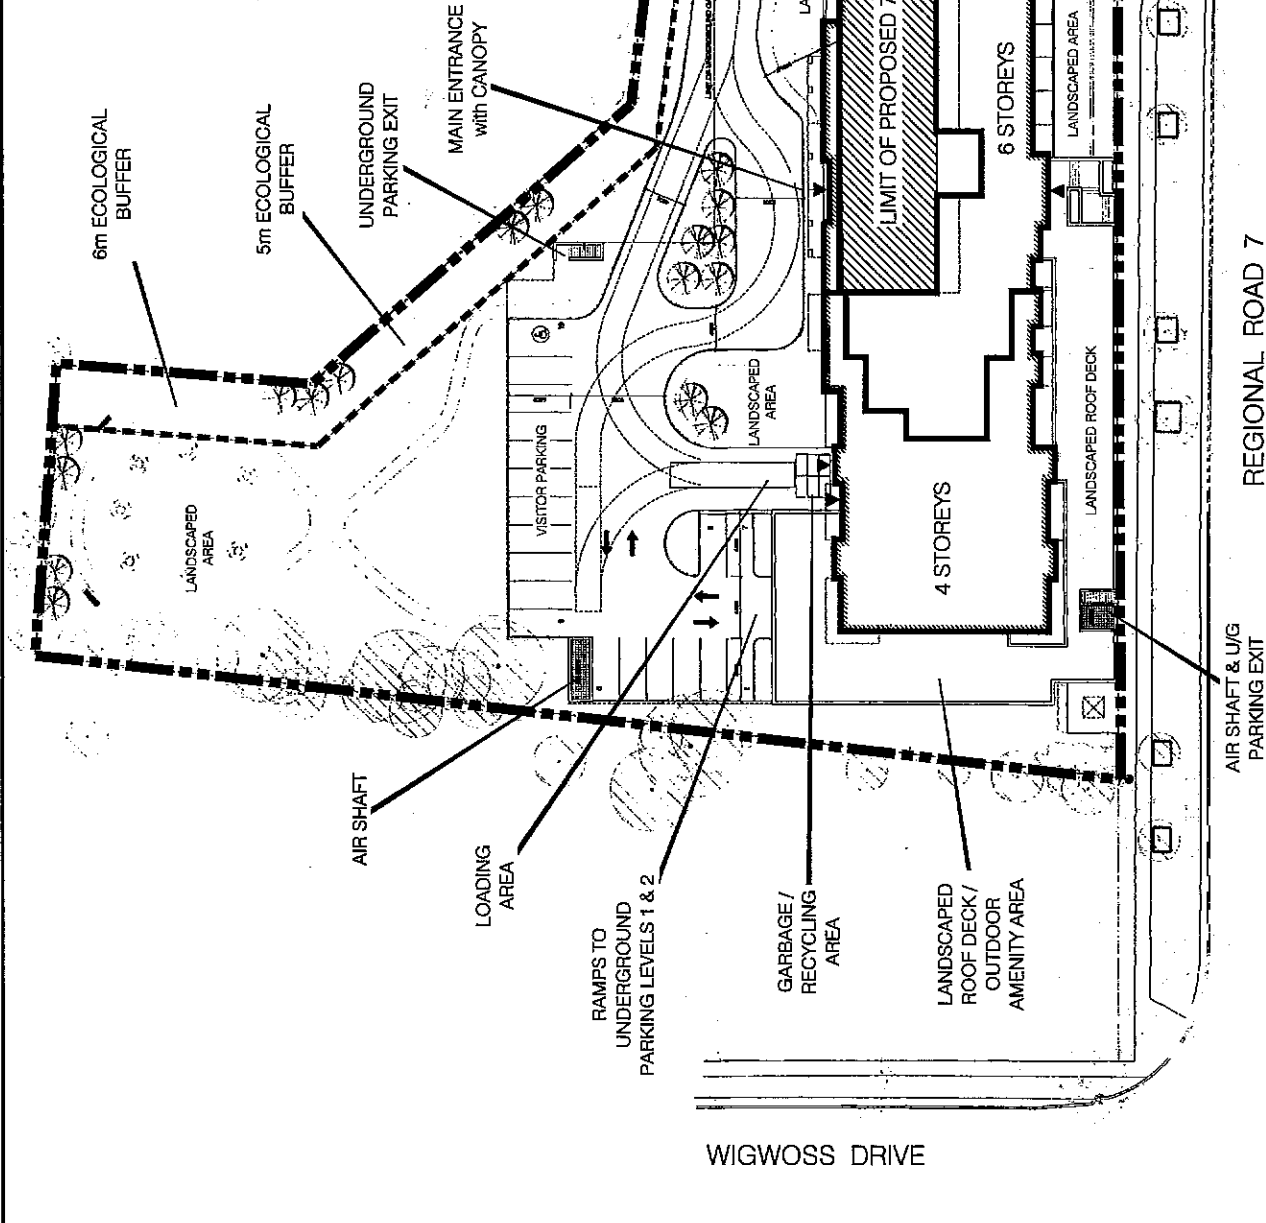 6m ECOLOGICAL
BUFFER
5m ECOLOGICAL
BUFFER
UNDERGROUND
PARKING EXIT
MAIN ENTRANCE
with CANOPY
LANDSCAPED
AREA
VISITOR PARKING
LANDSCAPED
AREA
LIMIT OF PROPOSED 7
6 STOREYS
LANDSCAPED AREA
LANDSCAPED ROOF DECK
4 STOREYS
REGIONAL ROAD 7
AIR SHAFT & U/G
PARKING EXIT
AIR SHAFT
LOADING
AREA
RAMPS TO
UNDERGROUND
PARKING LEVELS 1 & 2
GARBAGE /
RECYCLING
AREA
LANDSCAPED
ROOF DECK /
OUTDOOR
AMENITY AREA
WIGWOSS DRIVE